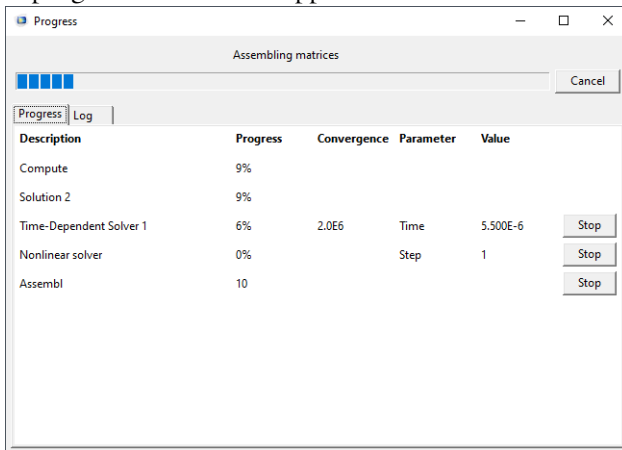 Progress
Assembling matrices
Cancel
Progress Log
Description Progress Convergence Parameter Value
Compute 9%
Solution 2 9%
Time-Dependent Solver 1 6% 2.0E6 Time 5.500E-6 Stop
Nonlinear solver 0% Step 1 Stop
Assembl 10 Stop